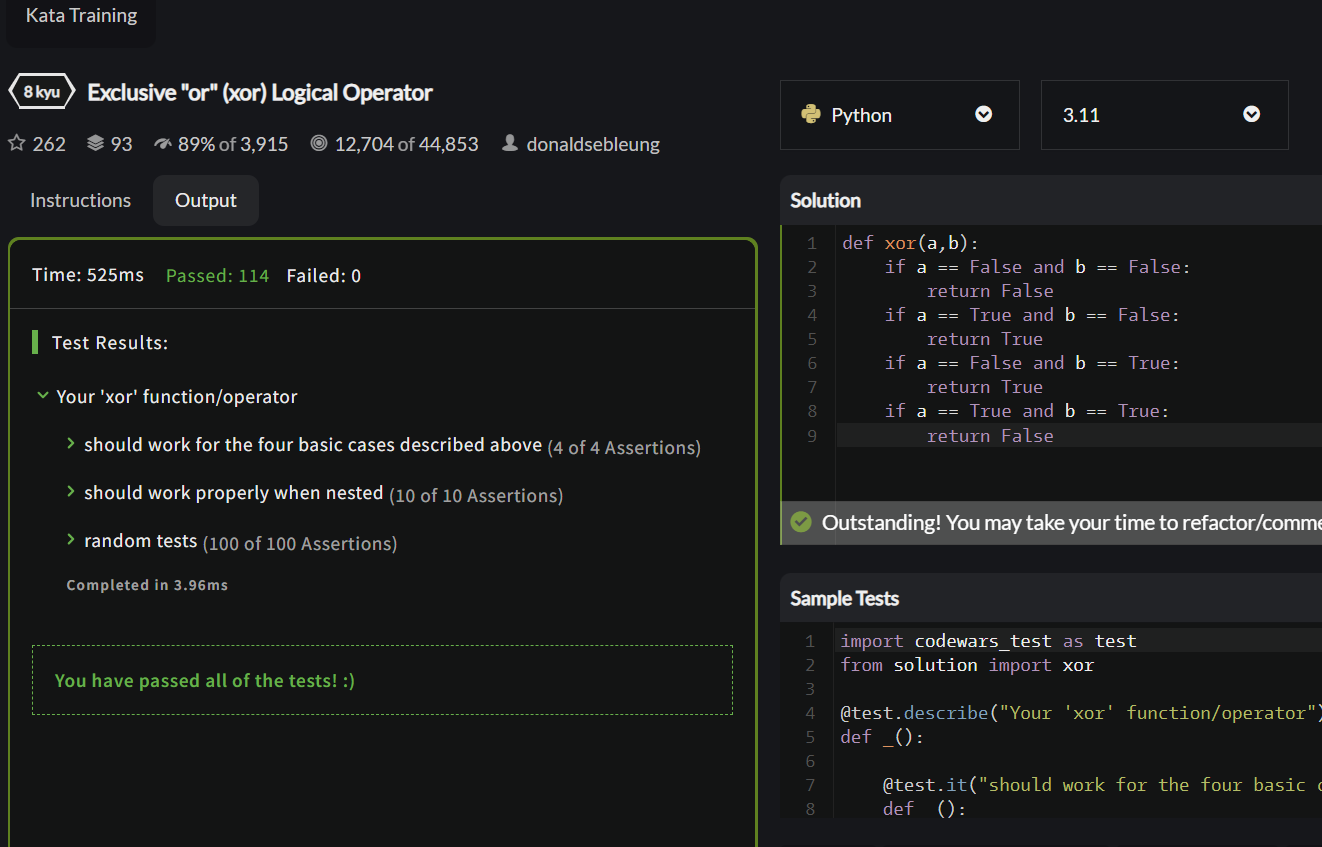 Kata Training
8 kyu Exclusive "or" (xor) Logical Operator
262 93 89% of 3,915 12,704 of 44,853 donaldsebleung
Instructions Output
Time: 525ms Passed: 114 Failed: 0
Test Results:
Your 'xor' function/operator
should work for the four basic cases described above (4 of 4 Assertions)
should work properly when nested (10 of 10 Assertions)
random tests (100 of 100 Assertions)
Completed in 3.96ms
You have passed all of the tests! :)
Python 3.11
Solution
1 def xor(a,b):
2     if a == False and b == False:
3         return False
4     if a == True and b == False:
5         return True
6     if a == False and b == True:
7         return True
8     if a == True and b == True:
9         return False
Outstanding! You may take your time to refactor/comme
Sample Tests
1 import codewars_test as test
2 from solution import xor
3
4 @test.describe("Your 'xor' function/operator")
5 def _():
6
7     @test.it("should work for the four basic c
8     def _():